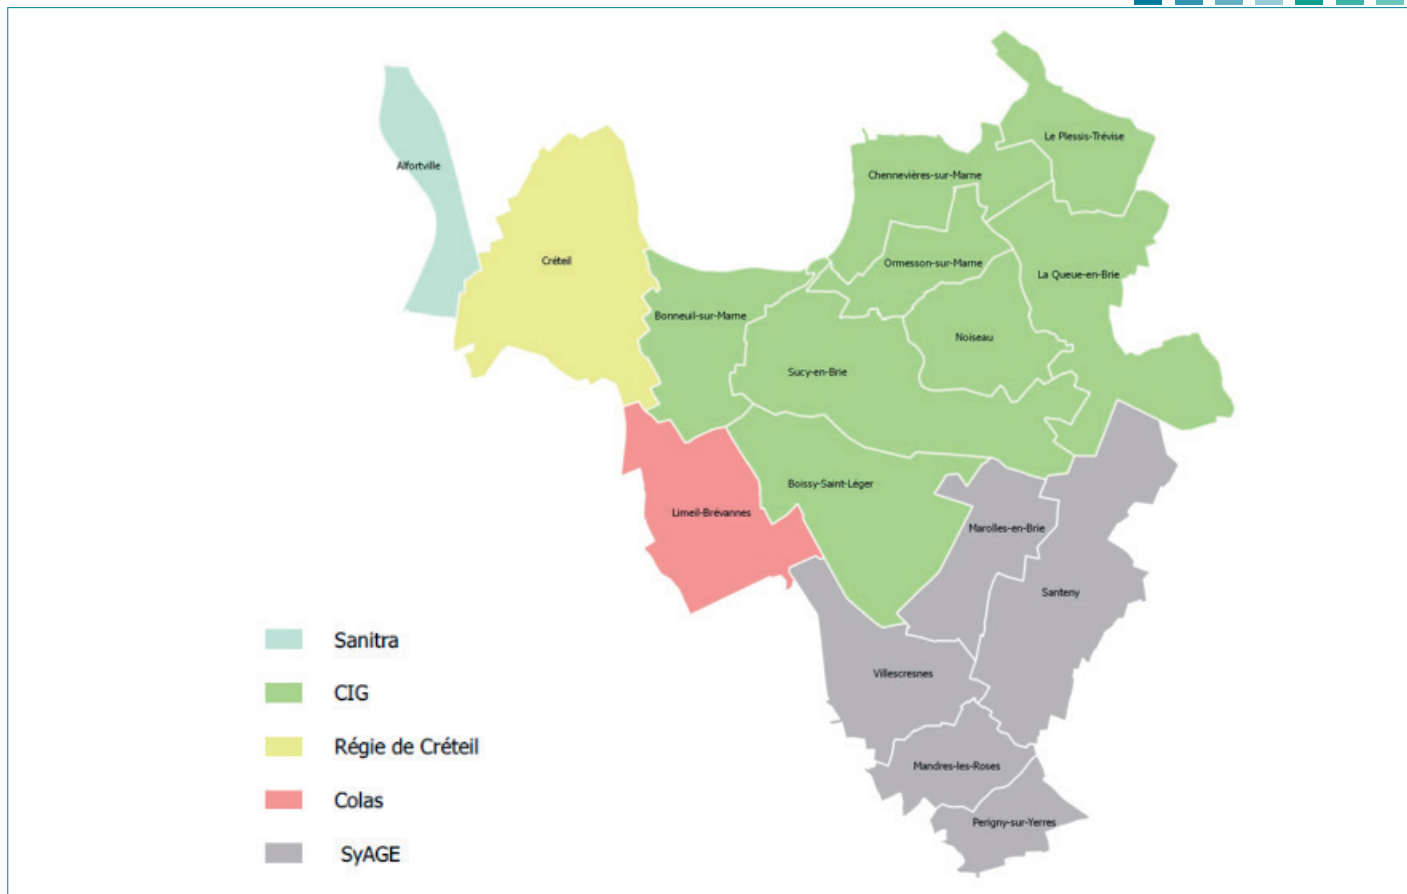 Le Plessis-Trévise
Alfortville
Chennevières-sur-Marne
Créteil
Ormesson-sur-Marne
La Queue-en-Brie
Bonneuil-sur-Marne
Noiseau
Sucy-en-Brie
Boissy-Saint-Léger
Limeil-Brévannes
Marolles-en-Brie
Santeny
Sanitra
Villescresnes
CIG
Régie de Créteil
Mandres-les-Roses
Colas
Perigny-sur-Yerres
SyAGE